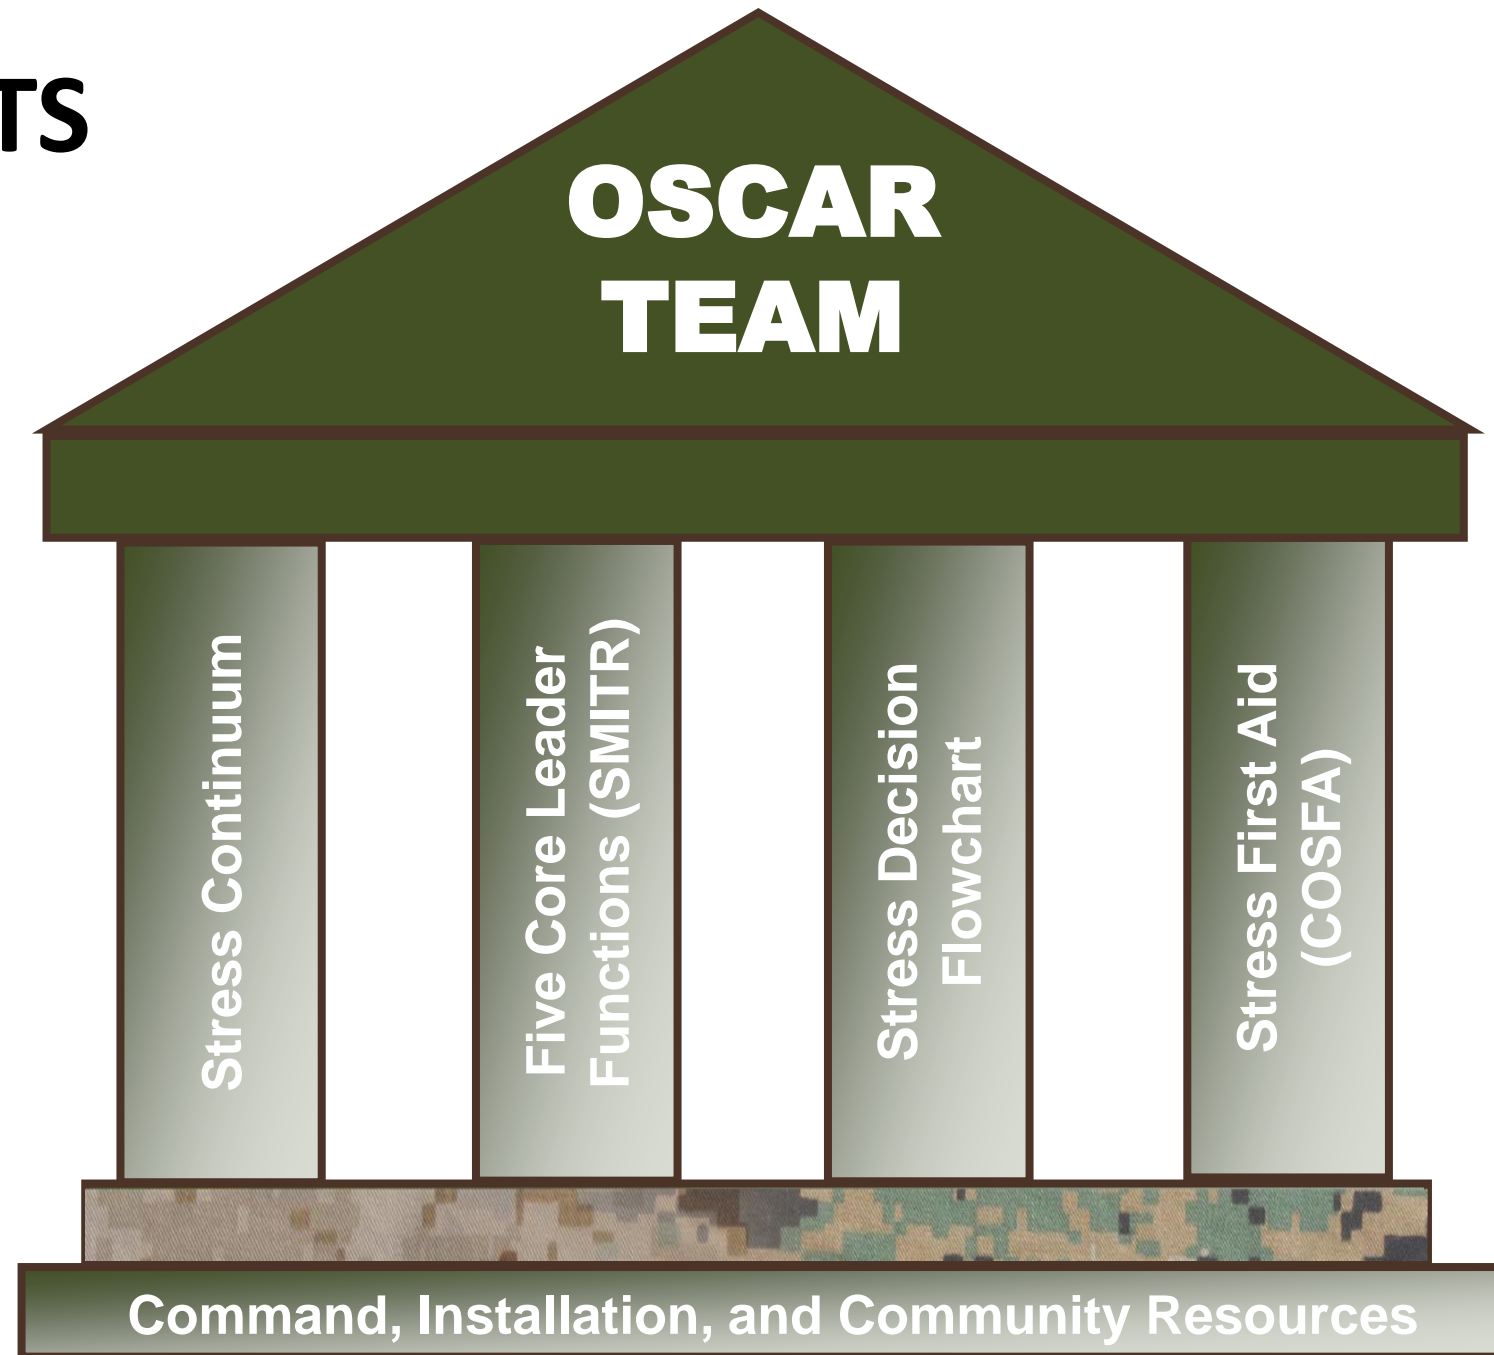 TS
OSCAR
TEAM
Stress Continuum
Five Core Leader
Functions (SMITR)
Stress Decision
Flowchart
Stress First Aid
(COSFA)
Command, Installation, and Community Resources